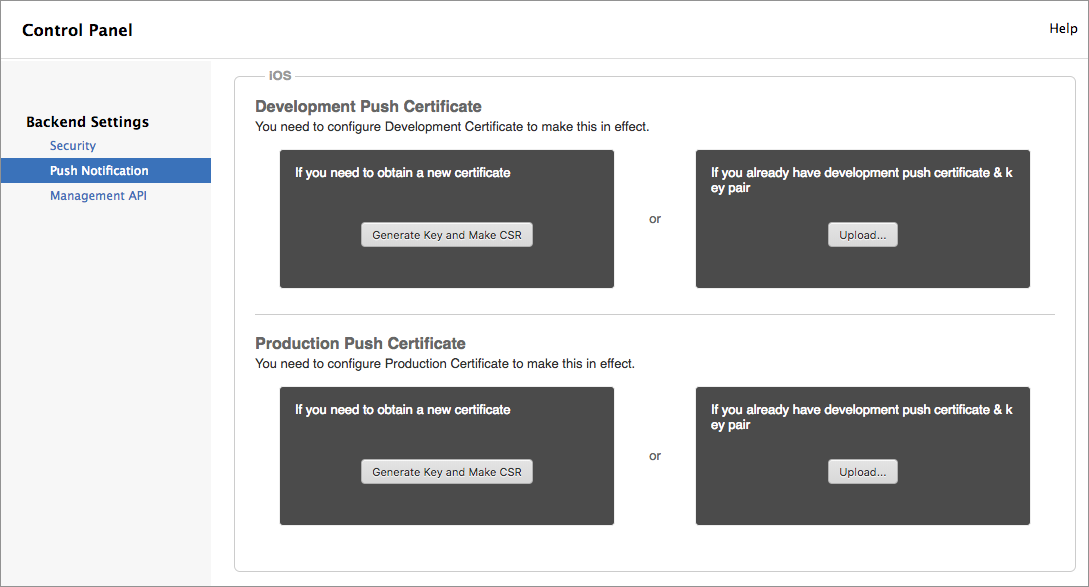 Control Panel
Help
Backend Settings
Security
Push Notification
Management API
iOS
Development Push Certificate
You need to configure Development Certificate to make this in effect.
If you need to obtain a new certificate
Generate Key and Make CSR
or
If you already have development push certificate & k
ey pair
Upload...
Production Push Certificate
You need to configure Production Certificate to make this in effect.
If you need to obtain a new certificate
Generate Key and Make CSR
or
If you already have development push certificate & k
ey pair
Upload...